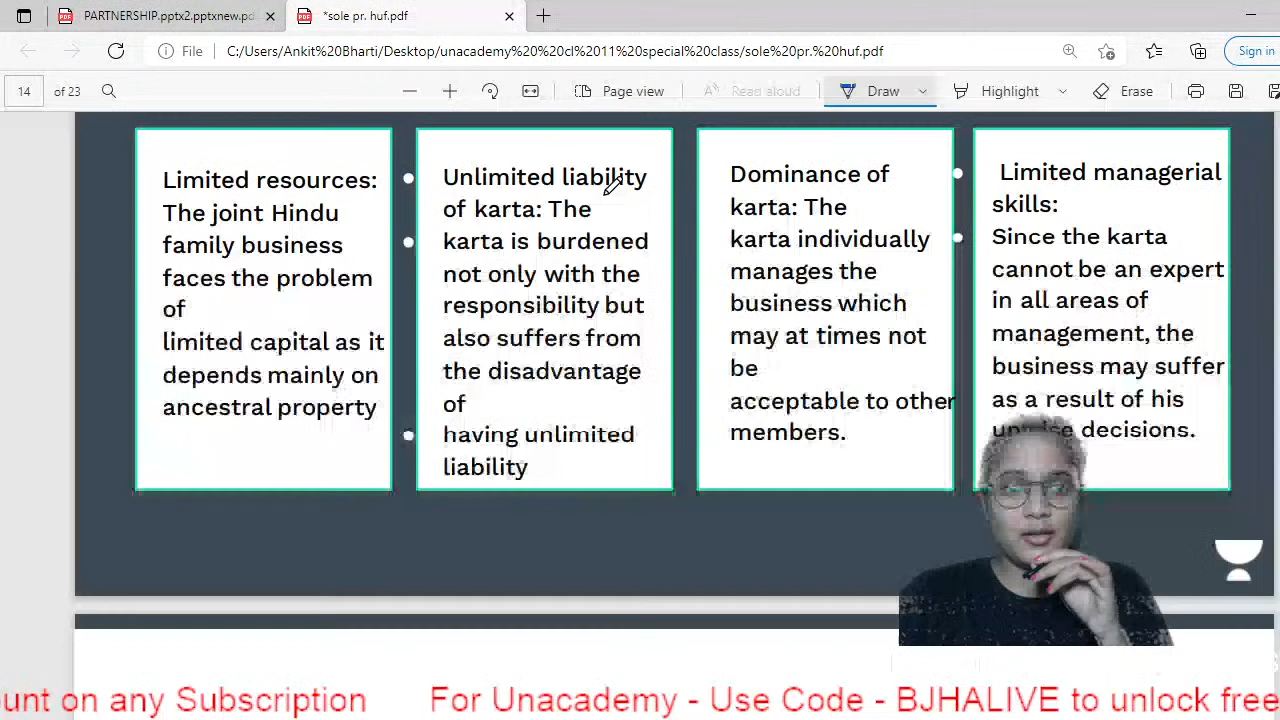 PARTNERSHIP.pptx2.pptxnew.pd
*sole pr. huf.pdf
File
C:/Users/Ankit%20Bharti/Desktop/unacademy%20%20cl%2011%20special%20class/sole%20pr.%20huf.pdf
Sign in
14 of 23
Page view
Read aloud
Draw
Highlight
Erase
Limited resources:
The joint Hindu
family business
faces the problem
of
limited capital as it
depends mainly on
ancestral property
Unlimited liability
of karta: The
karta is burdened
not only with the
responsibility but
also suffers from
the disadvantage
of
having unlimited
liability
Dominance of
karta: The
karta individually
manages the
business which
may at times not
be
acceptable to other
members.
Limited managerial
skills:
Since the karta
cannot be an expert
in all areas of
management, the
business may suffer
as a result of his
unwise decisions.
ount on any Subscription For Unacademy - Use Code - BJHALIVE to unlock free